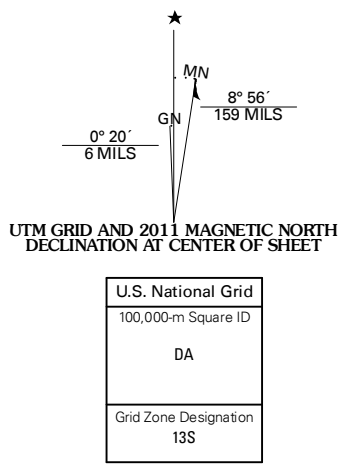 MN
8° 56´
159 MILS
GN
0° 20´
6 MILS
UTM GRID AND 2011 MAGNETIC NORTH
DECLINATION AT CENTER OF SHEET
U.S. National Grid
100,000-m Square ID
DA
Grid Zone Designation
13S